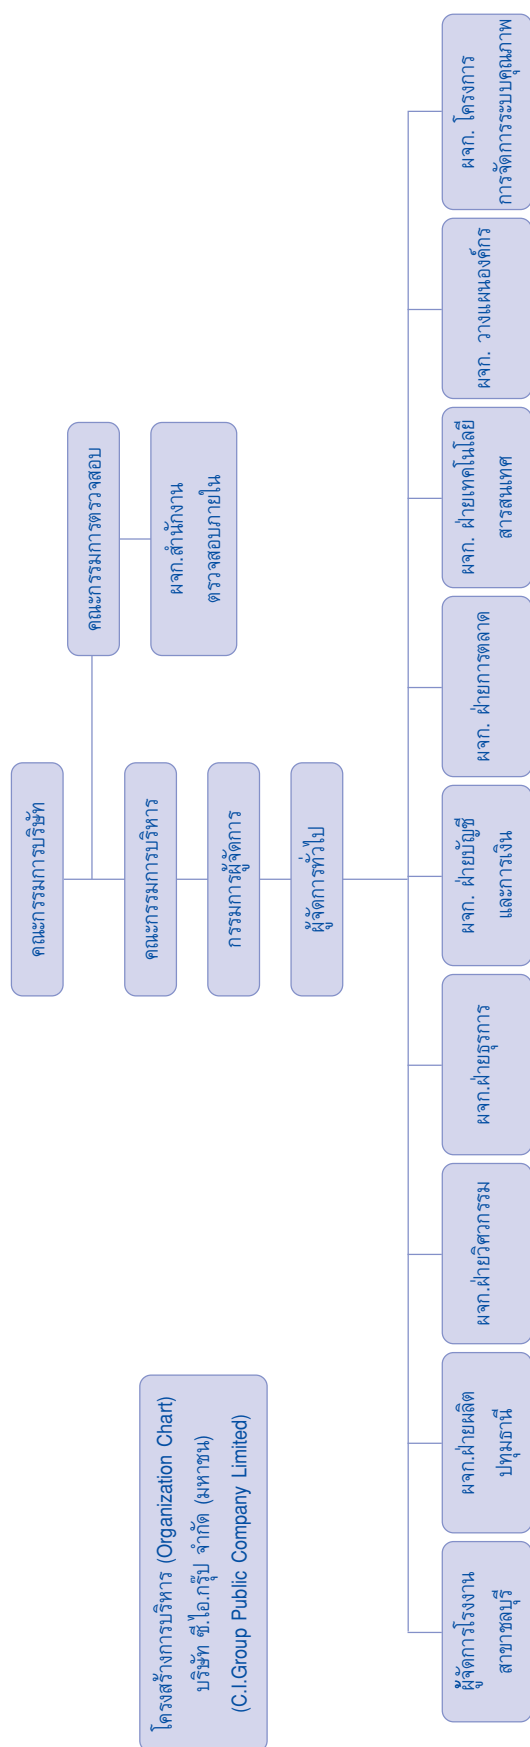 โครงสร้างการบริหาร (Organization Chart)
บริษัท ซี.ไอ.กรุ๊ป จำกัด (มหาชน)
(C.I.Group Public Company Limited)
คณะกรรมการบริษัท
คณะกรรมการตรวจสอบ
ผจก.สำนักงาน
ตรวจสอบภายใน
คณะกรรมการบริหาร
กรรมการผู้จัดการ
ผู้จัดการทั่วไป
ผู้จัดการโรงงาน
สาขาชลบุรี
ผจก.ฝ่ายผลิต
ปทุมธานี
ผจก.ฝ่ายวิศวกรรม
ผจก.ฝ่ายธุรการ
ผจก. ฝ่ายบัญชี
และการเงิน
ผจก. ฝ่ายการตลาด
ผจก. ฝ่ายเทคโนโลยี
สารสนเทศ
ผจก. วางแผนองค์กร
ผจก. โครงการ
การจัดการระบบคุณภาพ